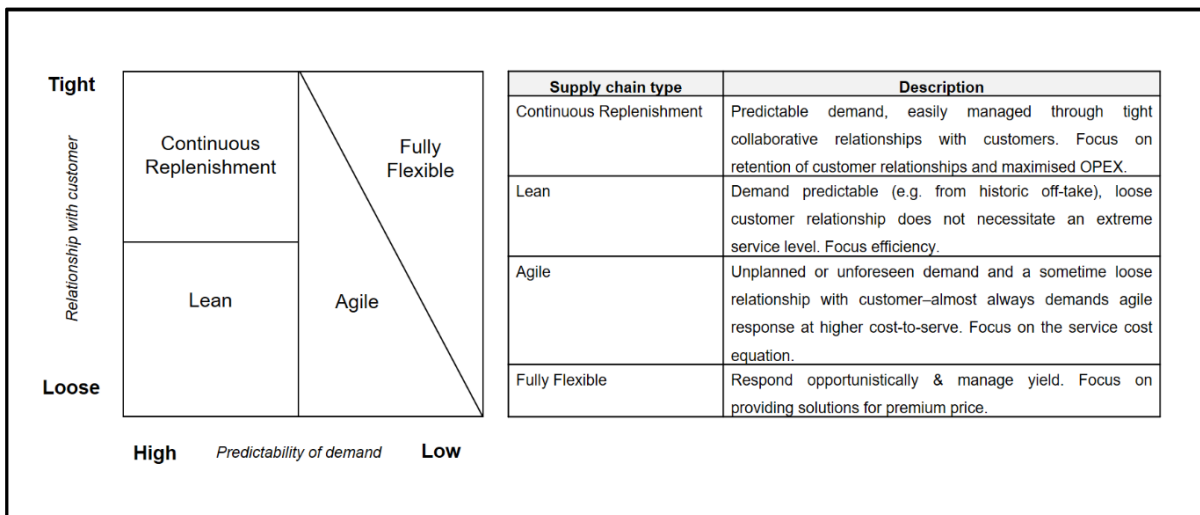 Tight
Continuous
Replenishment
Fully
Flexible
Relationship with customer
Lean
Agile
Loose
High
Predictability of demand
Low
Supply chain type
Description
Continuous Replenishment
Predictable demand, easily managed through tight
collaborative relationships with customers. Focus on
retention of customer relationships and maximised OPEX.
Lean
Demand predictable (e.g. from historic off-take), loose
customer relationship does not necessitate an extreme
service level. Focus efficiency.
Agile
Unplanned or unforeseen demand and a sometime loose
relationship with customer–almost always demands agile
response at higher cost-to-serve. Focus on the service cost
equation.
Fully Flexible
Respond opportunistically & manage yield. Focus on
providing solutions for premium price.